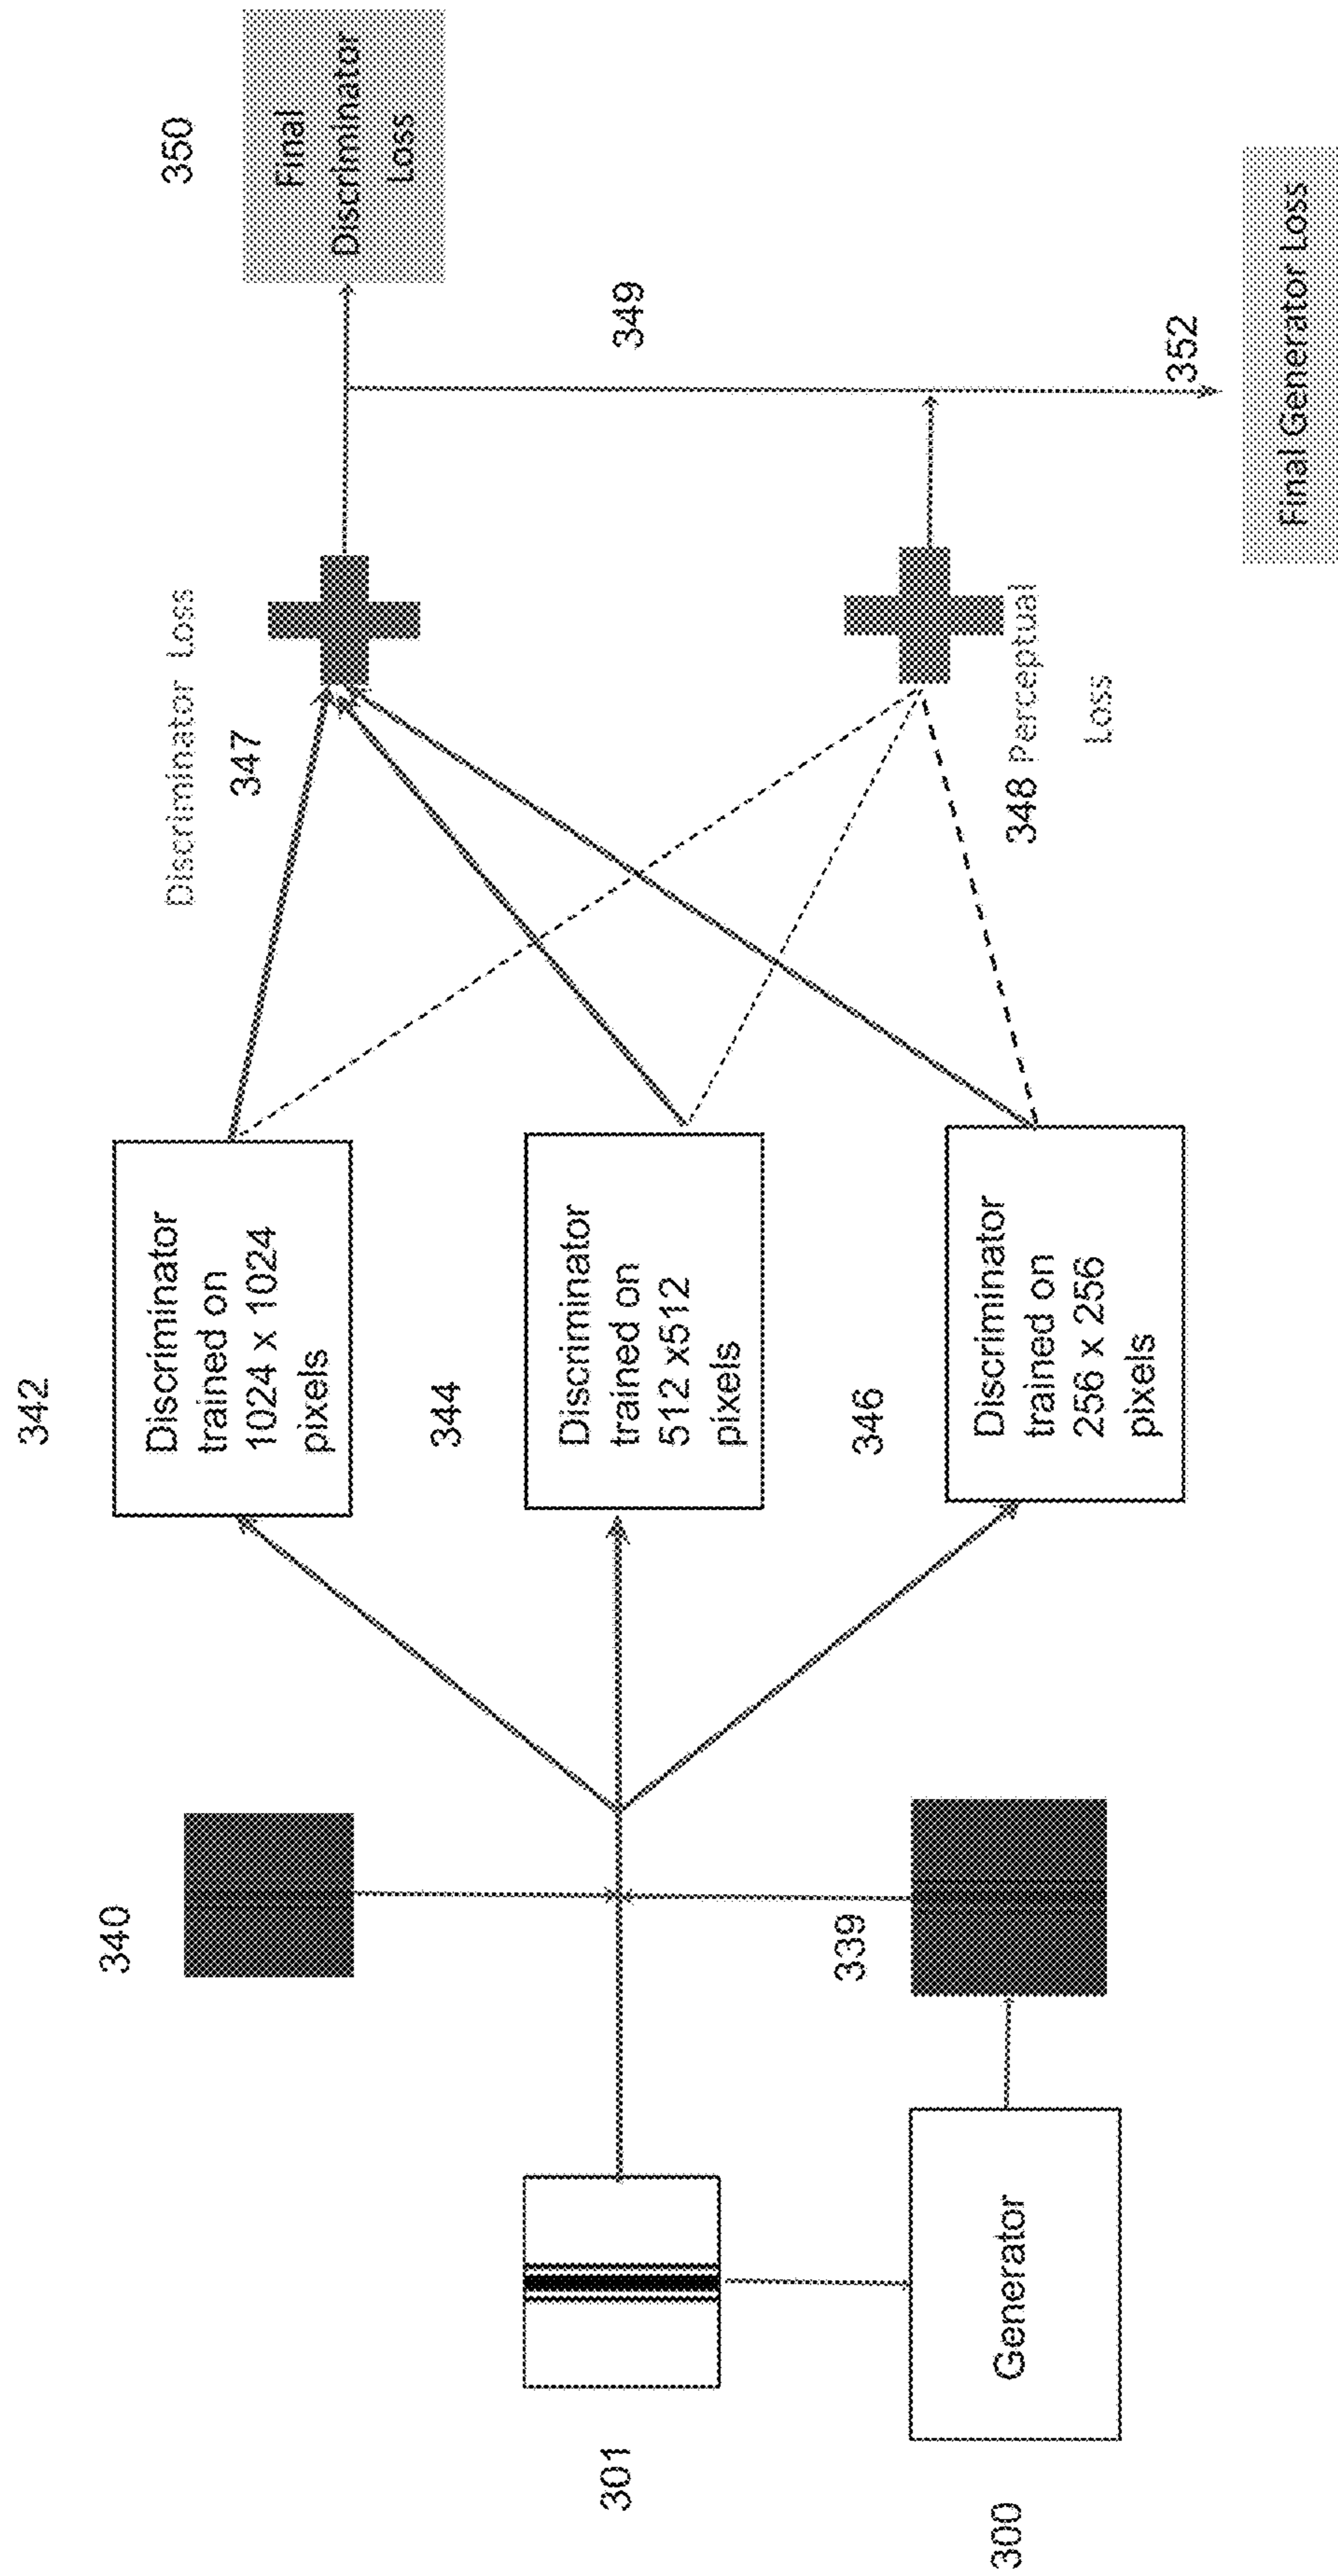 301
300
Generator
340
339
342
Discriminator
trained on
1024 x 1024
pixels
344
Discriminator
trained on
512 x512
pixels
346
Discriminator
trained on
256 x 256
pixels
Discriminator Loss
347
348 Perceptual
Loss
349
350
Final
Discriminator
Loss
352
Final Generator Loss